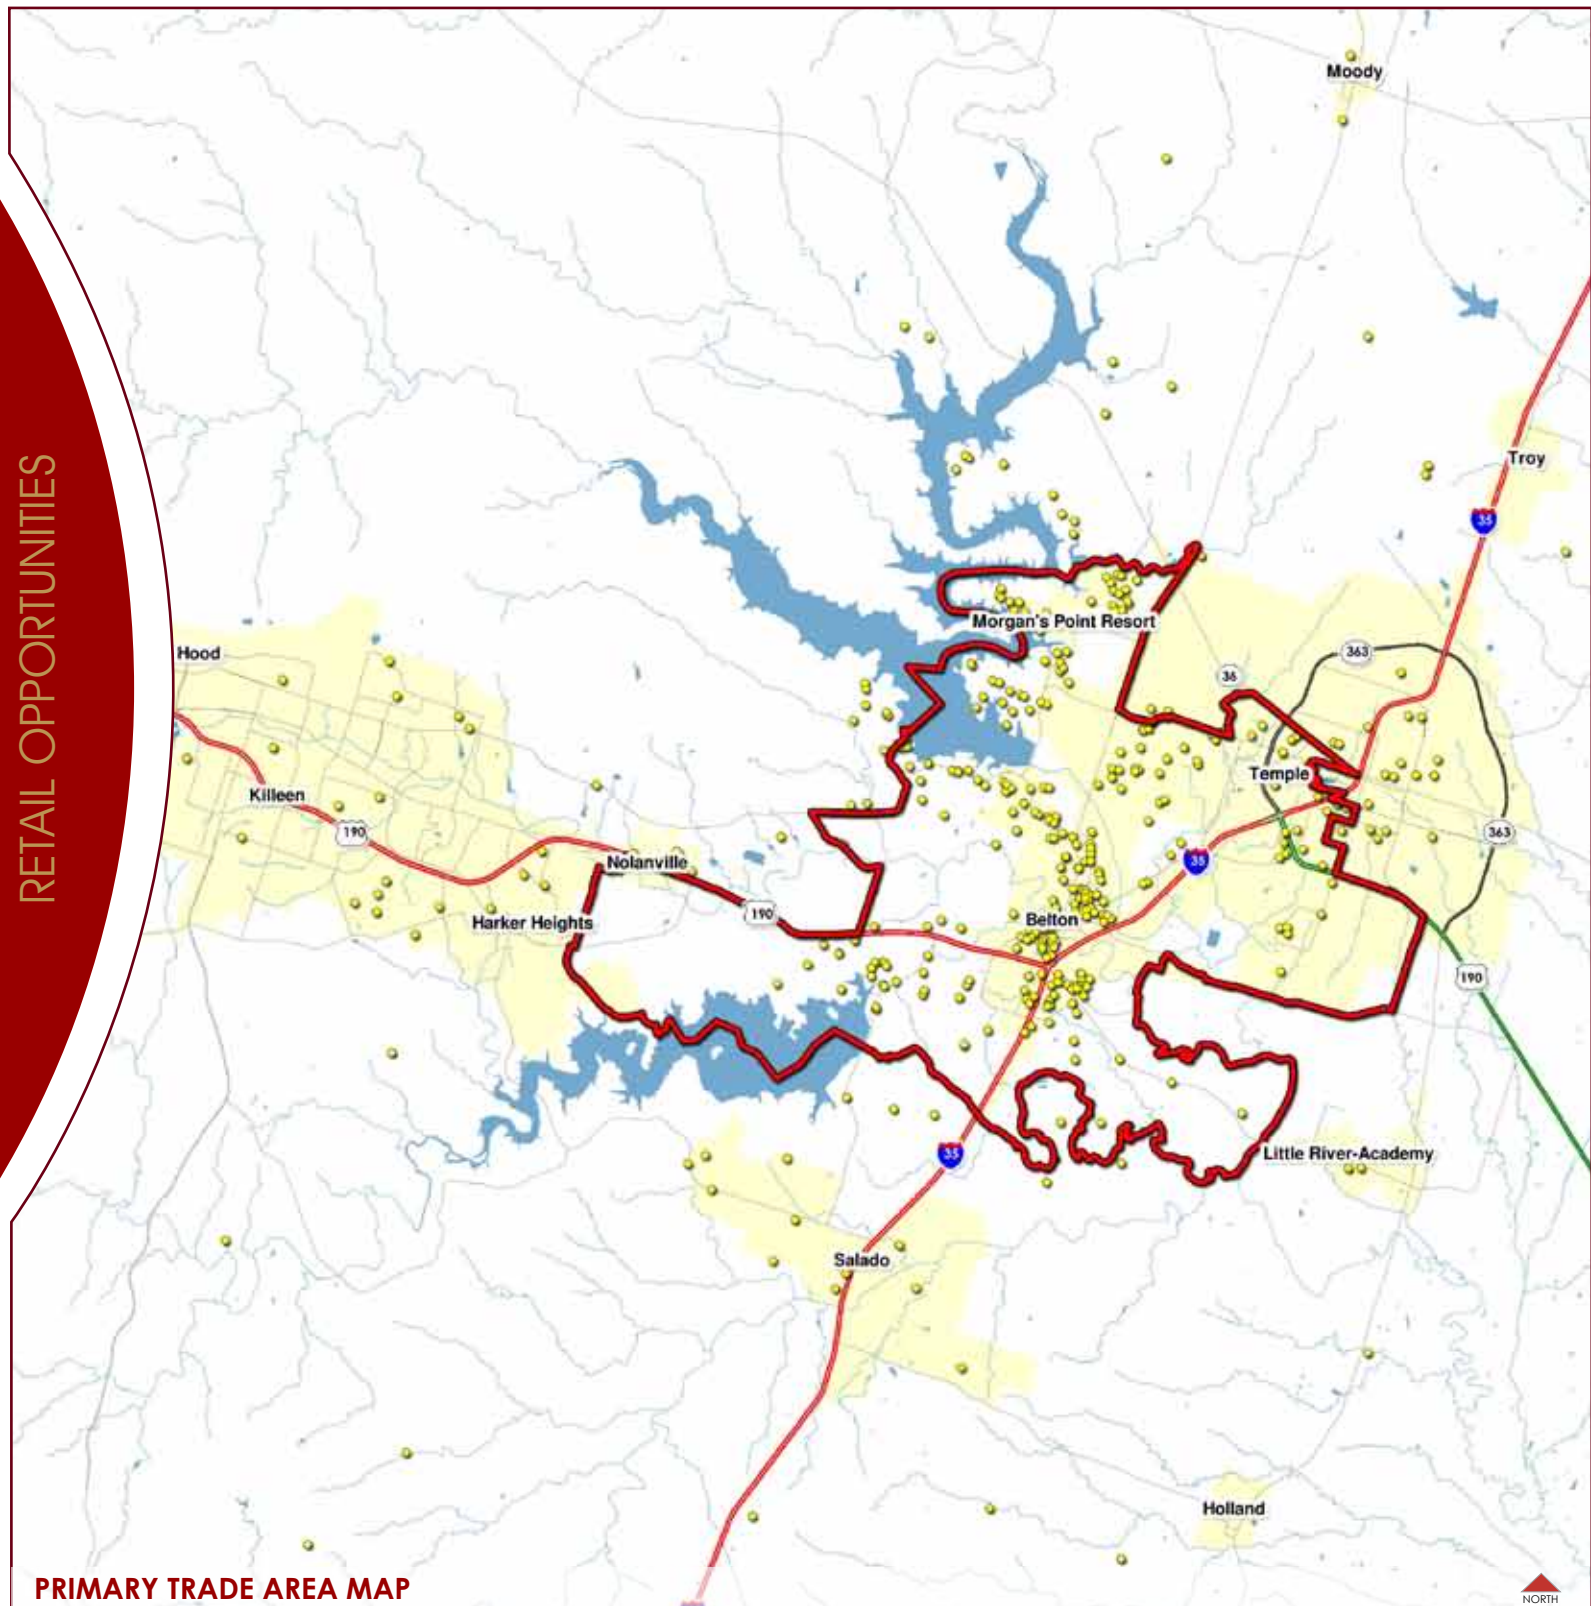 RETAIL OPPORTUNITIES
Moody
Troy
35
Hood
Morgan's Point Resort
363
36
Temple
Killeen
190
363
Nolanville
35
190
Harker Heights
Belton
190
35
Little River-Academy
Salado
Holland
PRIMARY TRADE AREA MAP
NORTH